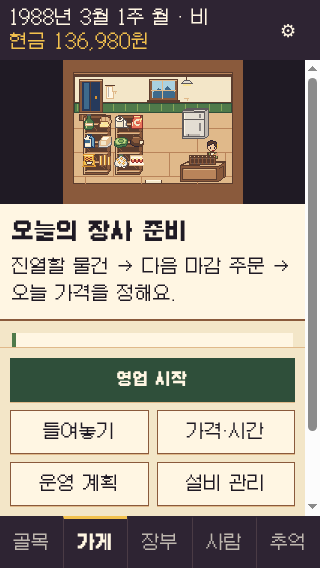 1988년 3월 1주 월 · 비
현금 136,980원
오늘의 장사 준비
진열할 물건 → 다음 마감 주문 →
오늘 가격을 정해요.
영업 시작
들여놓기
가격·시간
운영 계획
설비 관리
골목
가게
장부
사람
추억